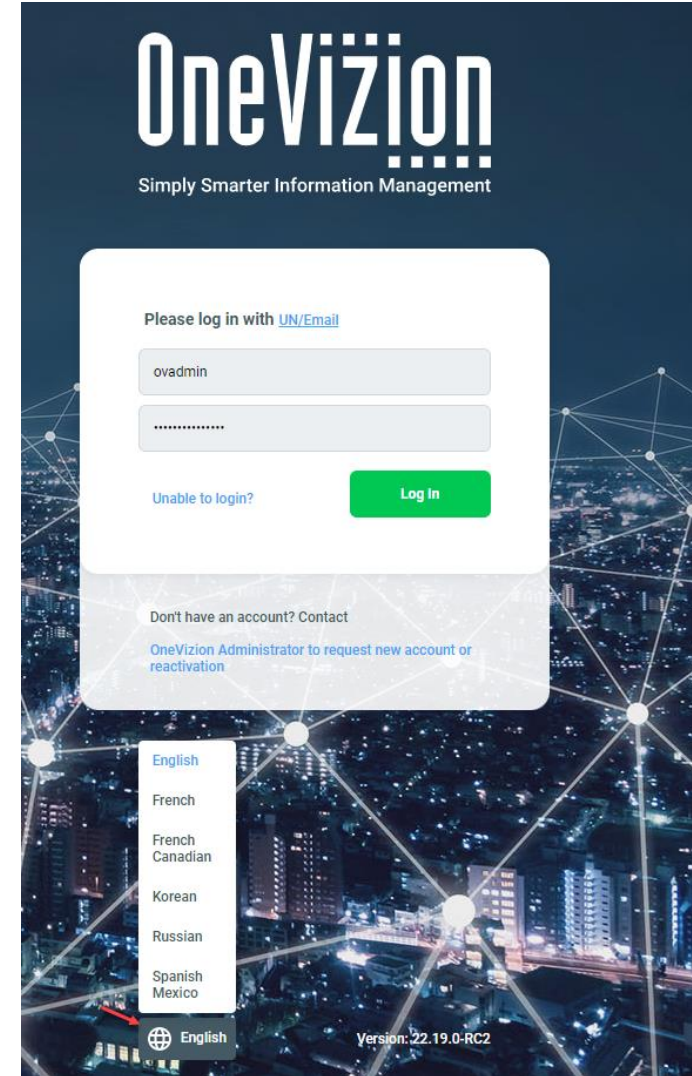 OneVizion
Simply Smarter Information Management
Please log in with UN/Email
ovadmin
•••••••••••••••
Unable to login?
Log In
Don't have an account? Contact
OneVizion Administrator to request new account or
reactivation
English
French
French
Canadian
Korean
Russian
Spanish
Mexico
English
Version: 22.19.0-RC2